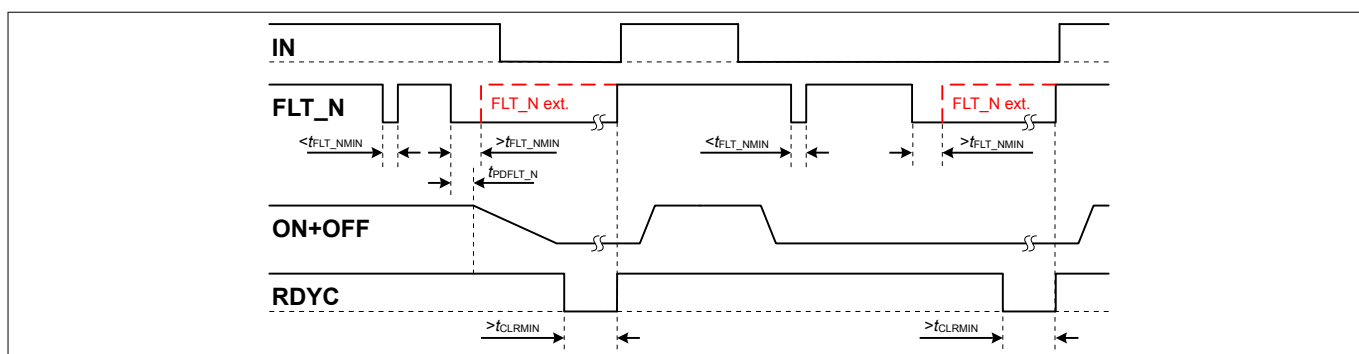 IN
FLT_N
FLT_N ext.
FLT_N ext.
<tFLT_NMIN
>tFLT_NMIN
<tFLT_NMIN
>tFLT_NMIN
tPDFLT_N
ON+OFF
RDYC
>tCLRMIN
>tCLRMIN